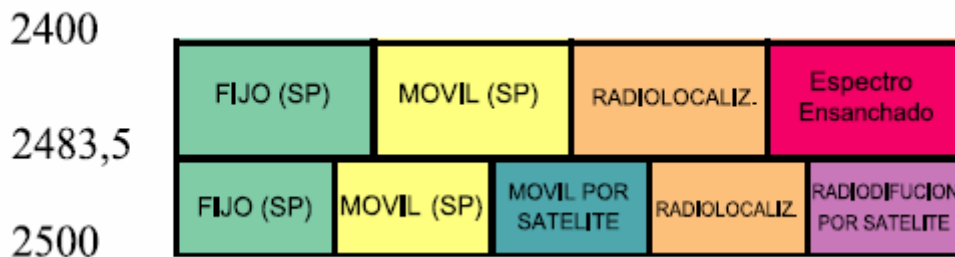 2400
FIJO (SP)
MOVIL (SP)
RADIOLOCALIZ.
Espectro
Ensanchado
2483,5
FIJO (SP)
MOVIL (SP)
MOVIL POR
SATELITE
RADIOLOCALIZ.
RADIODIFUCION
POR SATELITE
2500